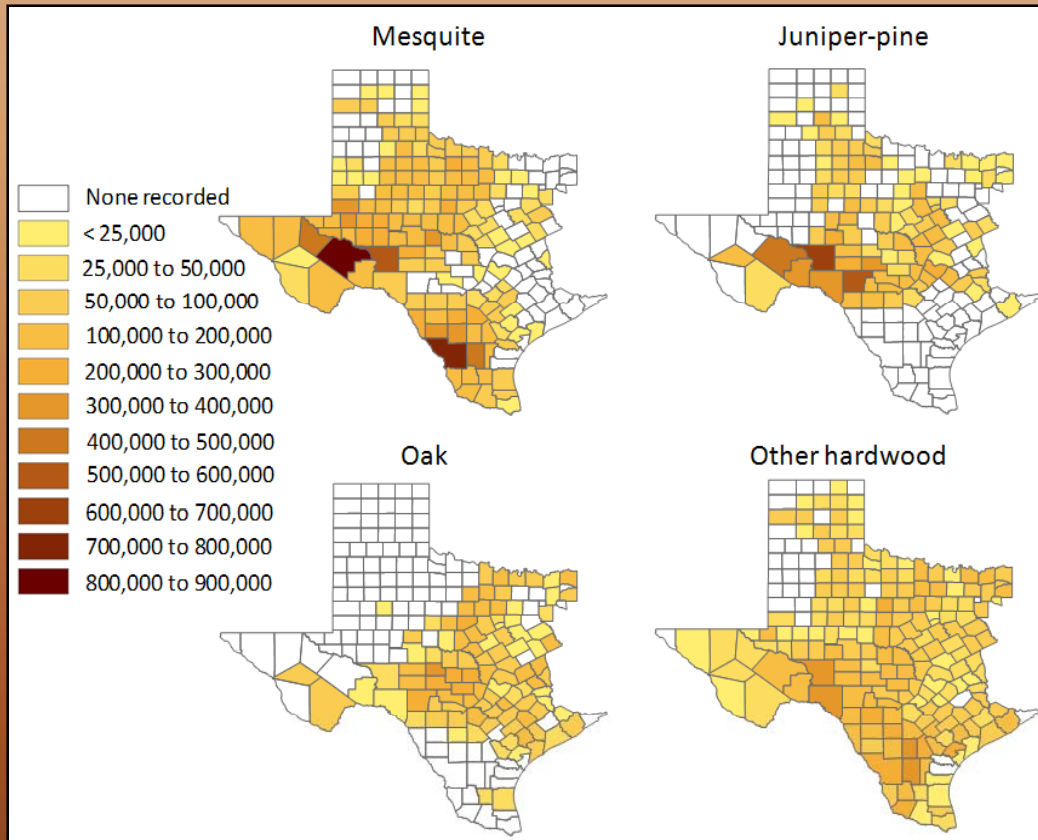 Mesquite
Juniper-pine
None recorded
< 25,000
25,000 to 50,000
50,000 to 100,000
100,000 to 200,000
200,000 to 300,000
300,000 to 400,000
400,000 to 500,000
500,000 to 600,000
600,000 to 700,000
700,000 to 800,000
800,000 to 900,000
Oak
Other hardwood